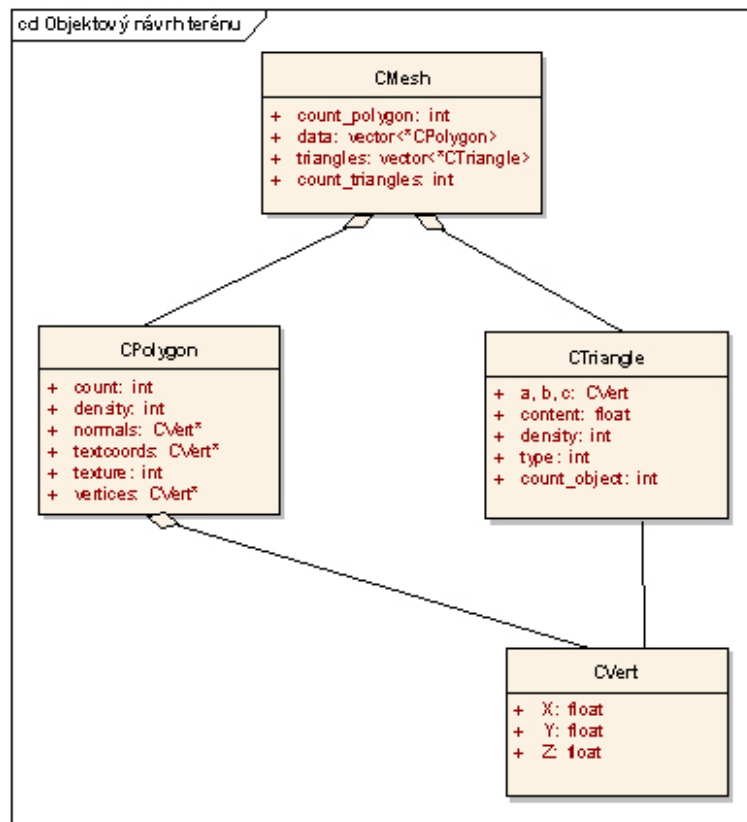 cd Objektový návrh terénu
CMesh
+ count_polygon: int
+ data: vector<*CPolygon>
+ triangles: vector<*CTriangle>
+ count_triangles: int
CPolygon
+ count: int
+ density: int
+ normals: CVert*
+ textcoords: CVert*
+ texture: int
+ vertices: CVert*
CTriangle
+ a, b, c: CVert
+ content: float
+ density: int
+ type: int
+ count_object: int
CVert
+ X: float
+ Y: float
+ Z: float